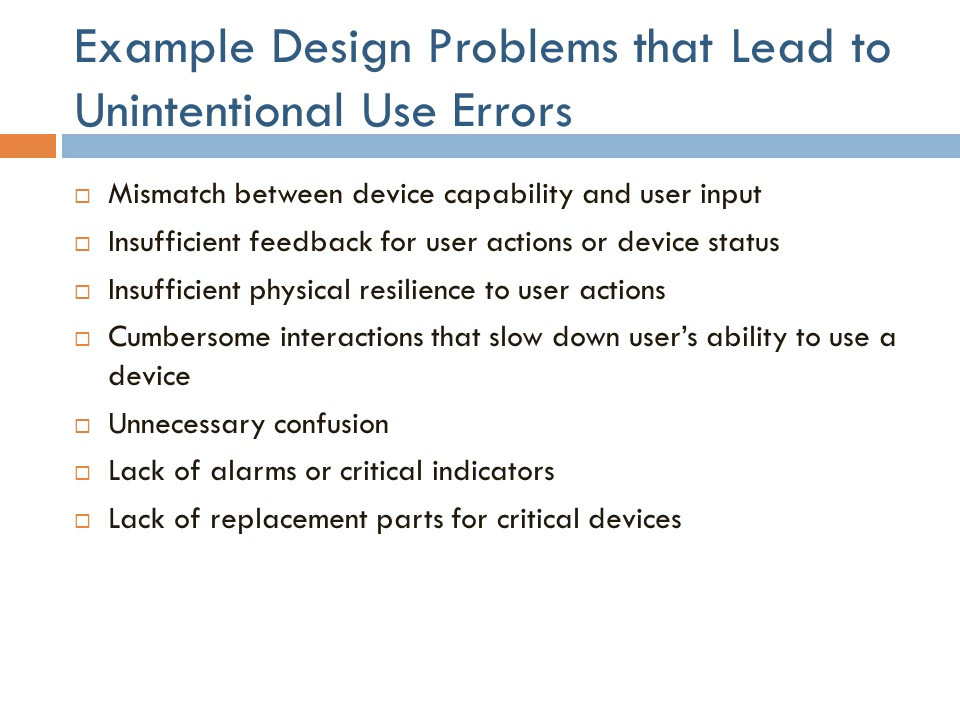 Example Design Problems that Lead to
Unintentional Use Errors
Mismatch between device capability and user input
Insufficient feedback for user actions or device status
Insufficient physical resilience to user actions
Cumbersome interactions that slow down user’s ability to use a
device
Unnecessary confusion
Lack of alarms or critical indicators
Lack of replacement parts for critical devices